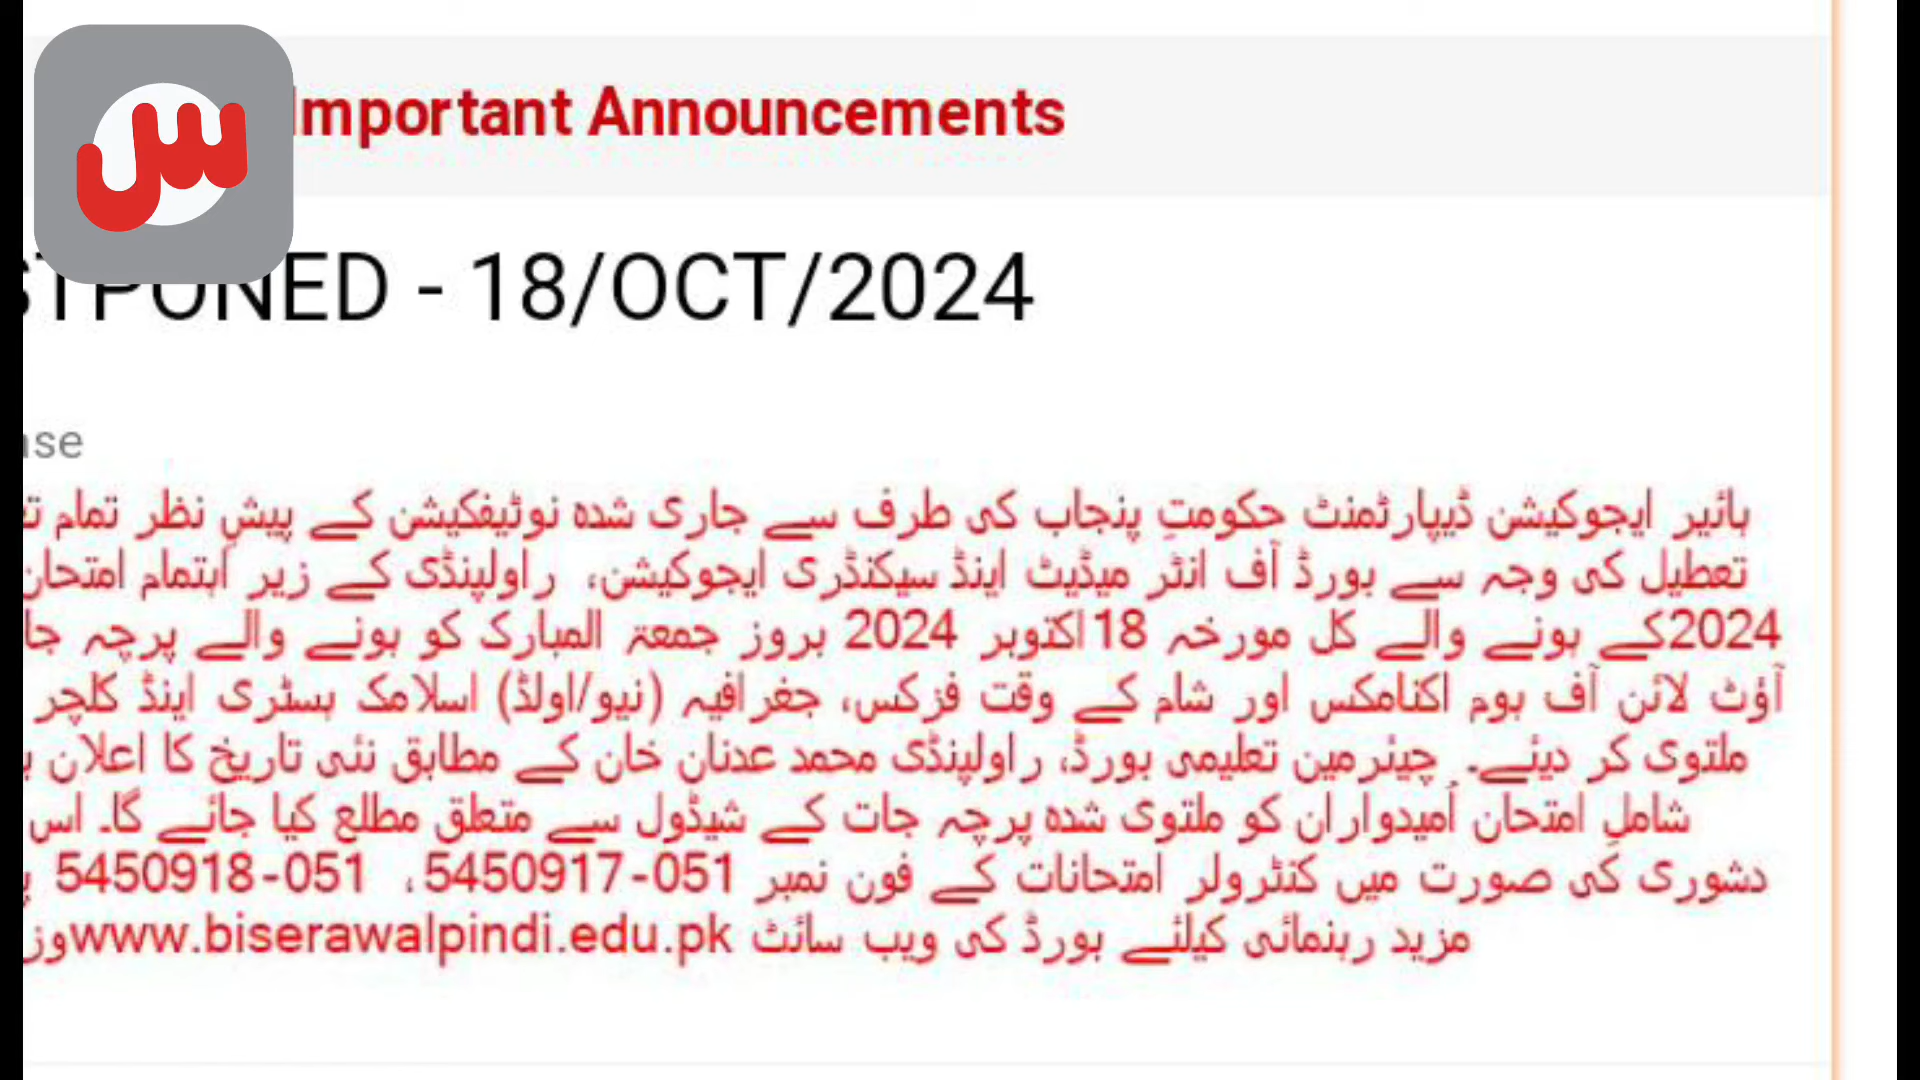 Important Announcements
STPONED - 18/OCT/2024
ase
ہائیر ایجوکیشن ڈیپارٹمنٹ حکومتِ پنجاب کی طرف سے جاری شدہ نوٹیفکیشن کے پیشِ نظر تمام
تعطیل کی وجہ سے بورڈ آف انٹر میڈیٹ اینڈ سیکنڈری ایجوکیشن، راولپنڈی کے زیر اہتمام امتحان
2024کے ہونے والے کل مورخہ 18اکتوبر 2024 بروز جمعۃ المبارک کو ہونے والے پرچہ جا
آؤٹ لائن آف ہوم اکنامکس اور شام کے وقت فزکس، جغرافیہ (نیو/اولڈ) اسلامک ہسٹری اینڈ کلچر
ملتوی کر دیئے۔ چیئرمین تعلیمی بورڈ، راولپنڈی محمد عدنان خان کے مطابق نئی تاریخ کا اعلان
شاملِ امتحان اُمیدواران کو ملتوی شدہ پرچہ جات کے شیڈول سے متعلق مطلع کیا جائے گا۔ اس
دشوری کی صورت میں کنٹرولر امتحانات کے فون نمبر 051-5450917، 051-5450918
مزید رہنمائی کیلئے بورڈ کی ویب سائٹ www.biserawalpindi.edu.pkوز